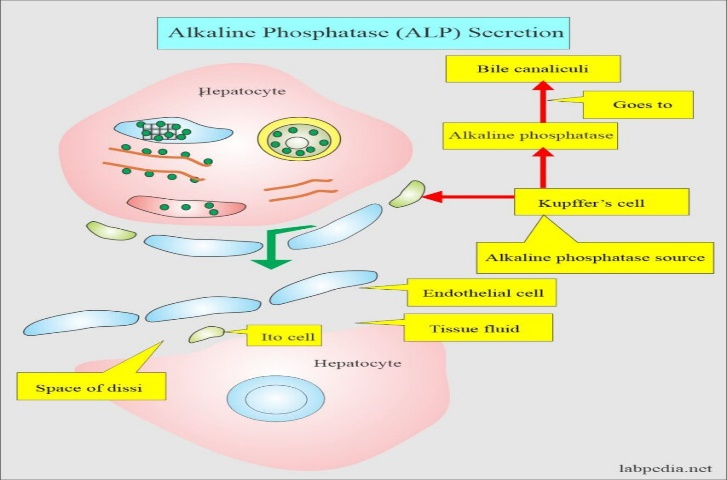 Alkaline Phosphatase (ALP) Secretion
Bile canaliculi
Hepatocyte
Goes to
Alkaline phosphatase
Kupffer's cell
Alkaline phosphatase source
Endothelial cell
Tissue fluid
Ito cell
Hepatocyte
Space of dissi
labpedia.net